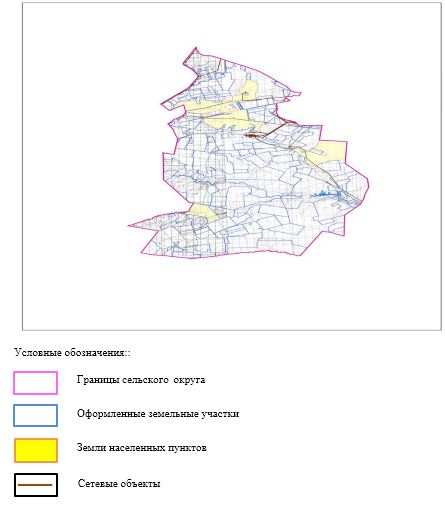 Условные обозначения::
Границы сельского округа
Оформленные земельные участки
Земли населенных пунктов
Сетевые объекты